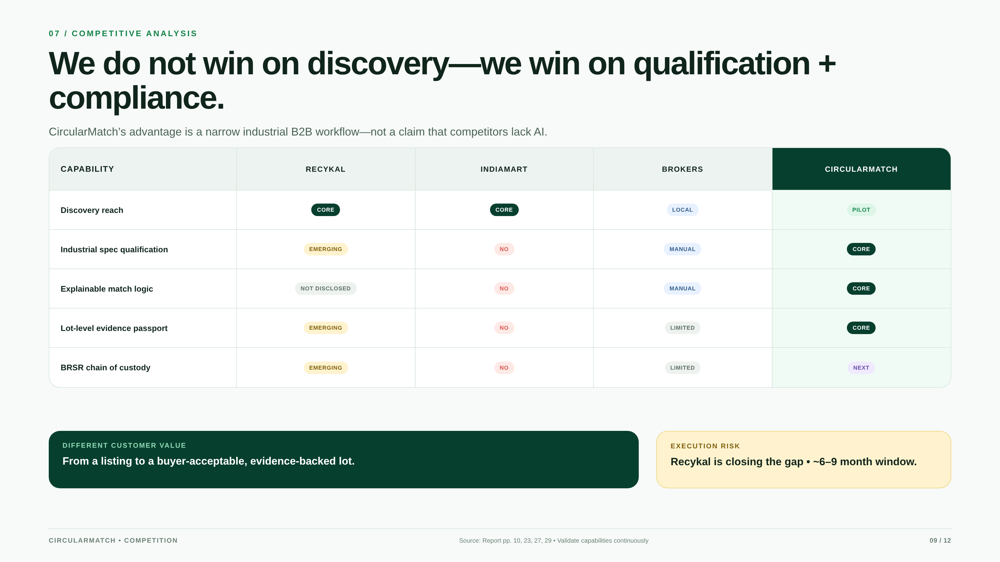 07 / COMPETITIVE ANALYSIS
We do not win on discovery—we win on qualification +
compliance.
CircularMatch’s advantage is a narrow industrial B2B workflow—not a claim that competitors lack AI.
CAPABILITY RECYKAL INDIAMART BROKERS CIRCULARMATCH
Discovery reach CORE CORE LOCAL PILOT
Industrial spec qualification EMERGING NO MANUAL CORE
Explainable match logic NOT DISCLOSED NO MANUAL CORE
Lot-level evidence passport EMERGING NO LIMITED CORE
BRSR chain of custody EMERGING NO LIMITED NEXT
DIFFERENT CUSTOMER VALUE
From a listing to a buyer-acceptable, evidence-backed lot.
EXECUTION RISK
Recykal is closing the gap • ~6–9 month window.
CIRCULARMATCH • COMPETITION
Source: Report pp. 10, 23, 27, 29 • Validate capabilities continuously
09 / 12